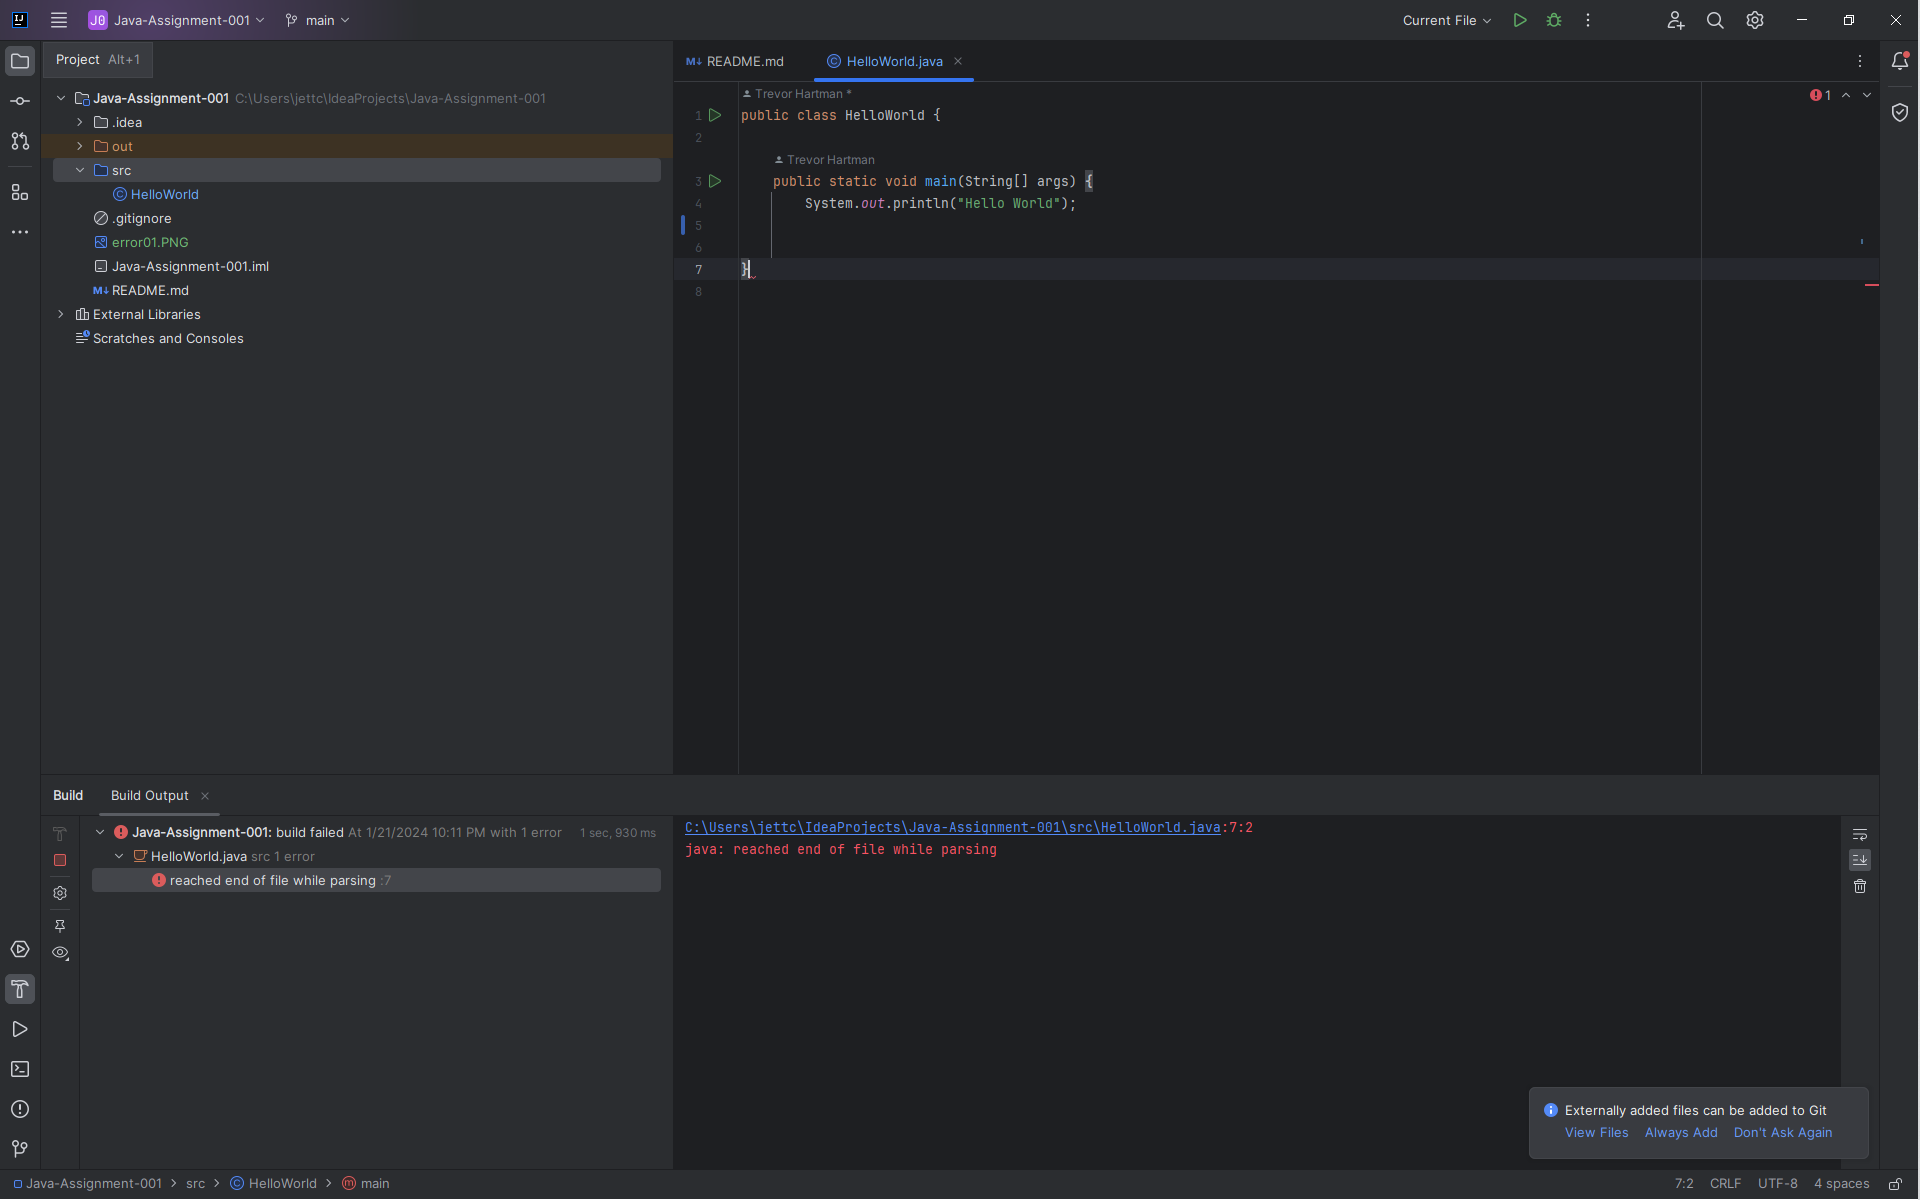 J0 Java-Assignment-001 main Current File
Project Alt+1
README.md HelloWorld.java
Java-Assignment-001 C:\Users\jettc\IdeaProjects\Java-Assignment-001
.idea
out
src
HelloWorld
.gitignore
error01.PNG
Java-Assignment-001.iml
README.md
External Libraries
Scratches and Consoles
Trevor Hartman *
1
1 public class HelloWorld {
2
Trevor Hartman
3 public static void main(String[] args) {
4 System.out.println("Hello World");
5
6
7 }
8
Build Build Output
Java-Assignment-001: build failed At 1/21/2024 10:11 PM with 1 error 1 sec, 930 ms
HelloWorld.java src 1 error
reached end of file while parsing :7
C:\Users\jettc\IdeaProjects\Java-Assignment-001\src\HelloWorld.java:7:2
java: reached end of file while parsing
Externally added files can be added to Git
View Files Always Add Don't Ask Again
Java-Assignment-001 > src > HelloWorld > main 7:2 CRLF UTF-8 4 spaces